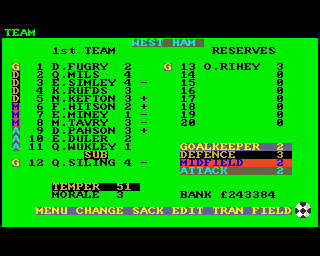 TEAM
WEST HAM
1st TEAM RESERVES
G 1 D.FUGRY 2 G 13 O.RIHEY 3
D 2 Q.MILS 4 14 0
D 3 E.SIMLEY 4 - 15 0
D 4 K.RUFDS 3 16 0
D 5 N.KEFTON 3 + 17 0
M 6 F.HITSON 2 + 18 0
M 7 E.MINEY 1 - 19 0
M 8 M.TAVRY 3 - 20 0
A 9 D.PAHSON 3 +
A 10 E.DULER 2
A 11 Q.WUKLEY 1 GOALKEEPER 2
SUB DEFENCE 3
G 12 Q.SILING 4 - MIDFIELD 2
ATTACK 2
TEMPER 51
MORALE 3 BANK £243384
MENU CHANGE SACK EDIT TRAN FIELD